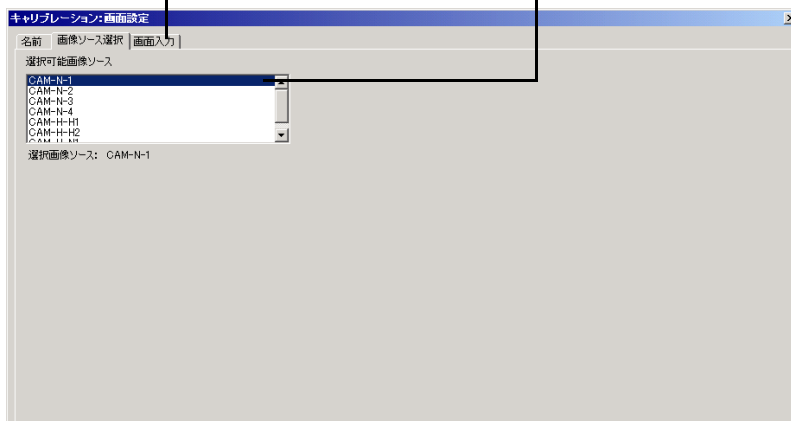 キャリブレーション：画面設定
名前 画像ソース選択 画面入力
選択可能画像ソース
CAM-N-1
CAM-N-2
CAM-N-3
CAM-N-4
CAM-H-H1
CAM-H-H2
CAM-H-N1
選択画像ソース： CAM-N-1